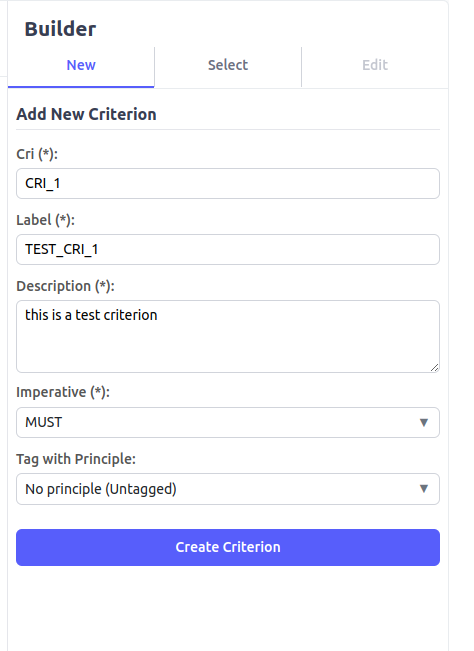 Builder
New
Select
Edit
Add New Criterion
Cri (*):
CRI_1
Label (*):
TEST_CRI_1
Description (*):
this is a test criterion
Imperative (*):
MUST
Tag with Principle:
No principle (Untagged)
Create Criterion